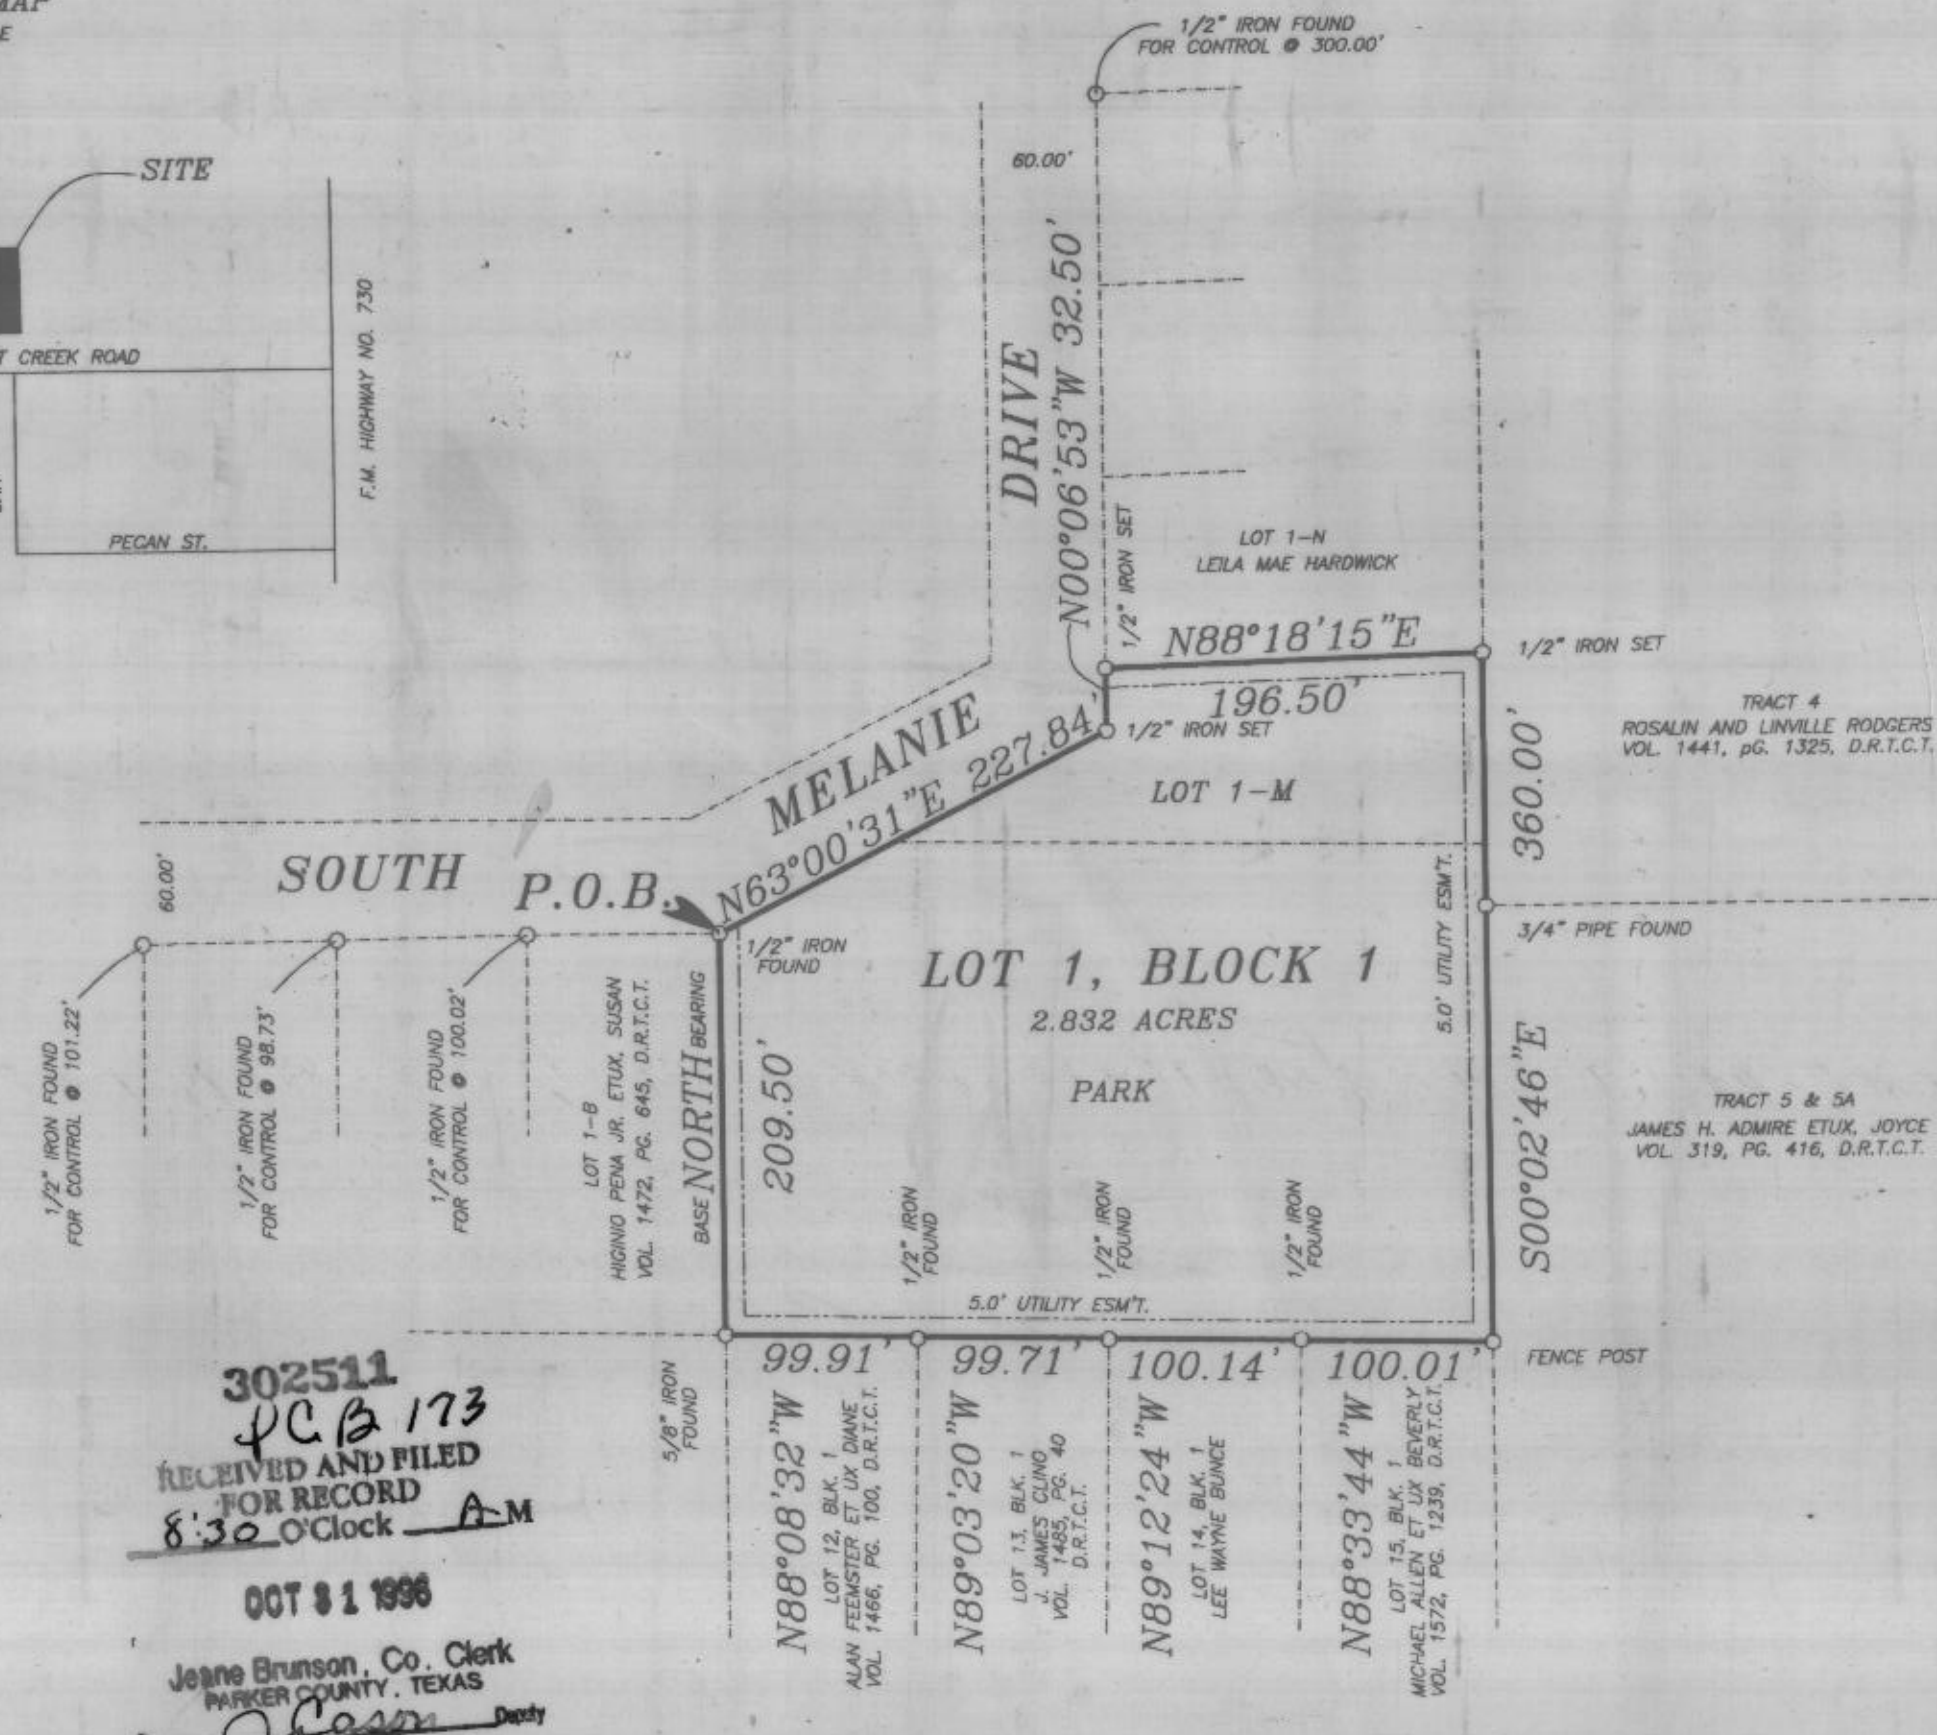 MAP
1/2" IRON FOUND
FOR CONTROL @ 300.00'
SITE
60.00'
F.M. HIGHWAY NO. 730
CREEK ROAD
PECAN ST.
DRIVE
N00°06'53"W 32.50'
1/2" IRON SET
LOT 1-N
LEILA MAE HARDWICK
N88°18'15"E
196.50'
1/2" IRON SET
1/2" IRON SET
TRACT 4
ROSALIN AND LINVILLE RODGERS
VOL. 1441, pG. 1325, D.R.T.C.T.
360.00'
MELANIE
N63°00'31"E 227.84'
LOT 1-M
SOUTH
60.00'
P.O.B.
1/2" IRON
FOUND
LOT 1, BLOCK 1
2.832 ACRES
PARK
5.0' UTILITY ESM'T.
3/4" PIPE FOUND
S00°02'46"E
TRACT 5 & 5A
JAMES H. ADMIRE ETUX, JOYCE
VOL. 319, PG. 416, D.R.T.C.T.
1/2" IRON FOUND
FOR CONTROL @ 101.22'
1/2" IRON FOUND
FOR CONTROL @ 98.73'
1/2" IRON FOUND
FOR CONTROL @ 100.02'
LOT 1-B
HIGINIO PENA JR. ETUX, SUSAN
VOL. 1472, PG. 645, D.R.T.C.T.
BASE NORTH BEARING
209.50'
1/2" IRON
FOUND
1/2" IRON
FOUND
1/2" IRON
FOUND
5.0' UTILITY ESM'T.
5/8" IRON
FOUND
FENCE POST
99.91'
99.71'
100.14'
100.01'
N88°08'32"W
LOT 12, BLK. 1
ALAN FEEMSTER ET UX DIANE
VOL. 1466, PG. 100, D.R.T.C.T.
N89°03'20"W
LOT 13, BLK. 1
J. JAMES CLINO
VOL. 1485, PG. 40
D.R.T.C.T.
N89°12'24"W
LOT 14, BLK. 1
LEE WAYNE BUNCE
N88°33'44"W
LOT 15, BLK. 1
MICHAEL ALLEN ET UX BEVERLY
VOL. 1572, PG. 1239, D.R.T.C.T.
302511
PCB 173
RECEIVED AND FILED
FOR RECORD
8:30 O'Clock A M
OCT 31 1996
Jeane Brunson, Co. Clerk
PARKER COUNTY, TEXAS
Cason Deputy